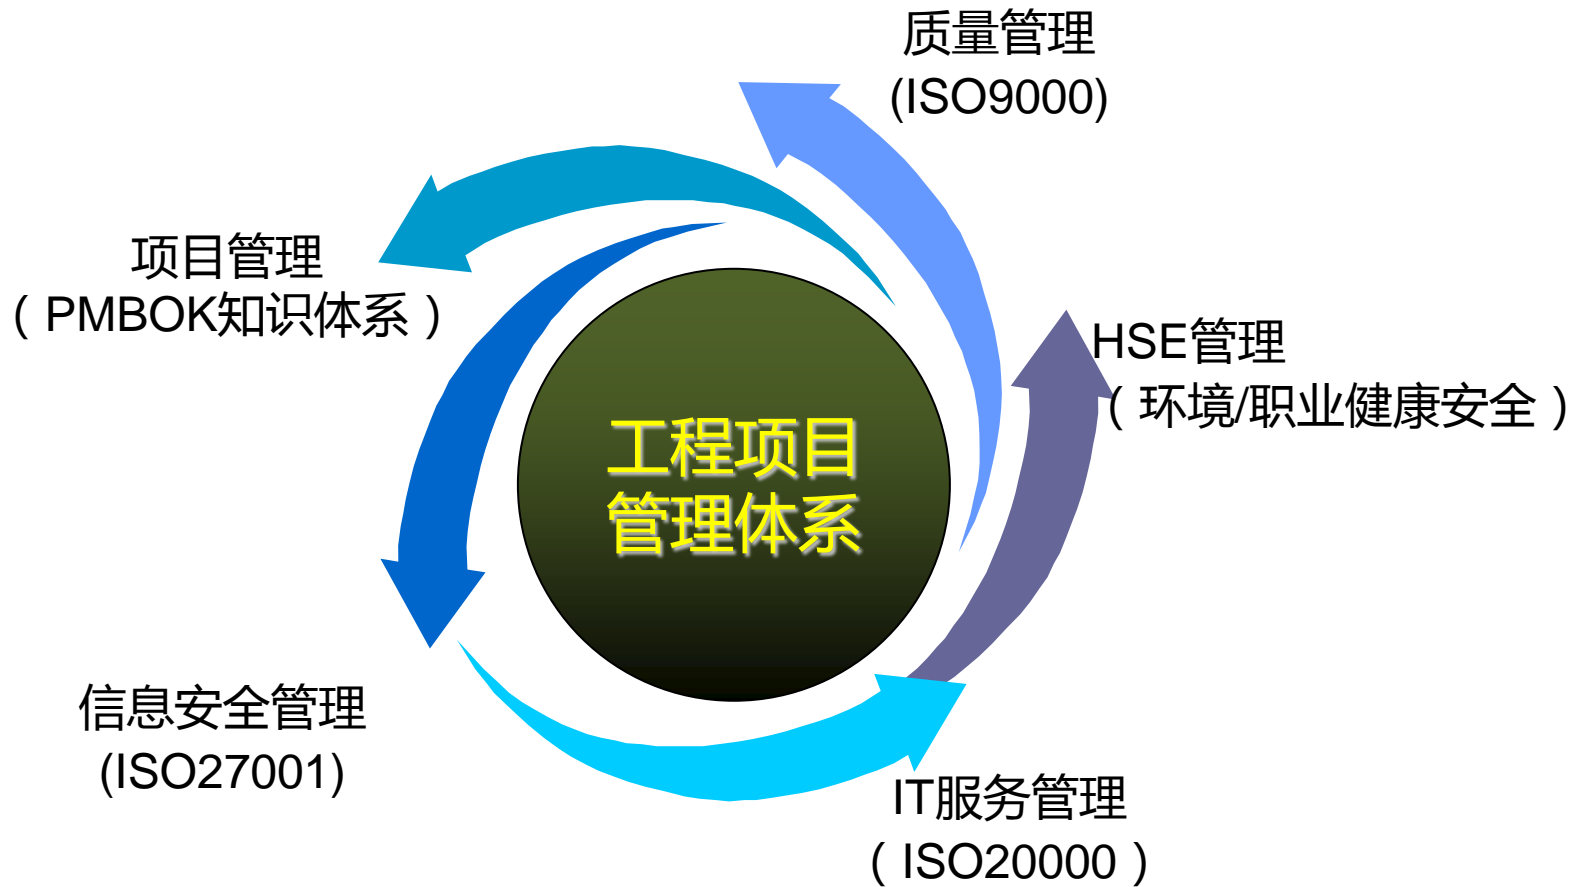 质量管理
(ISO9000)
项目管理
（PMBOK知识体系）
HSE管理
（环境/职业健康安全）
工程项目
管理体系
信息安全管理
(ISO27001)
IT服务管理
（ISO20000）